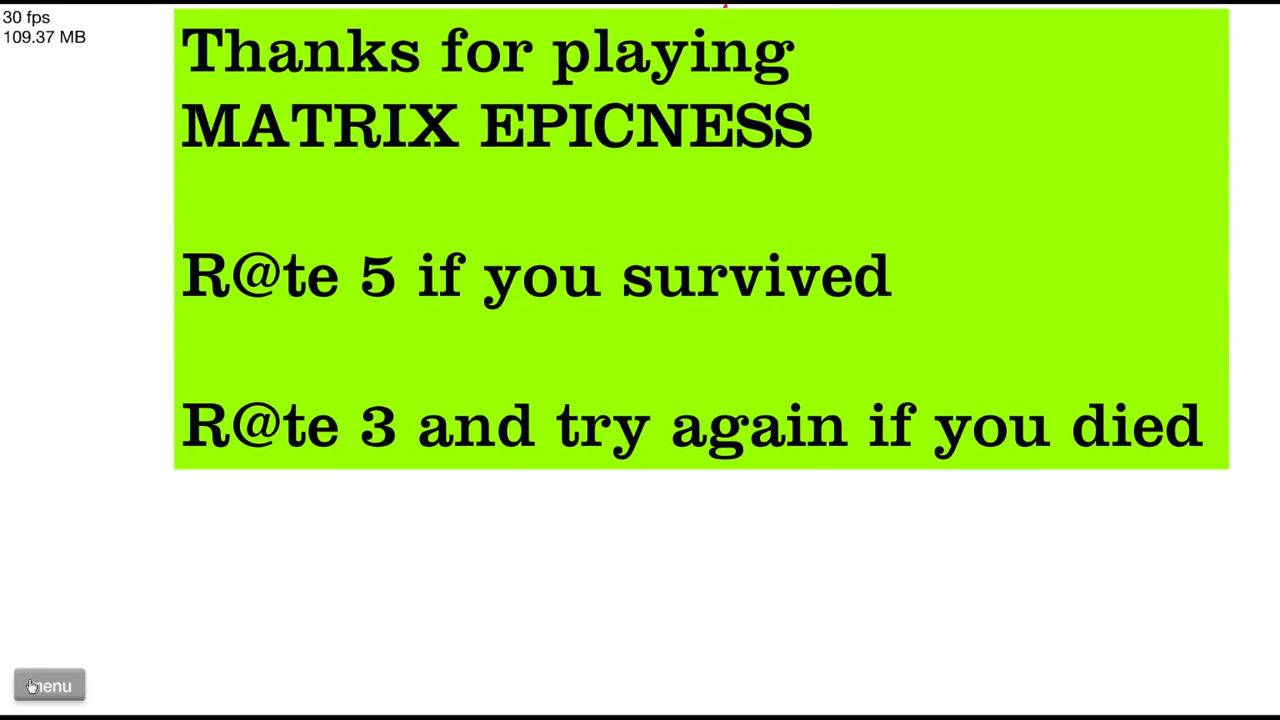 30 fps
109.37 MB
Thanks for playing
MATRIX EPICNESS
R@te 5 if you survived
R@te 3 and try again if you died
menu